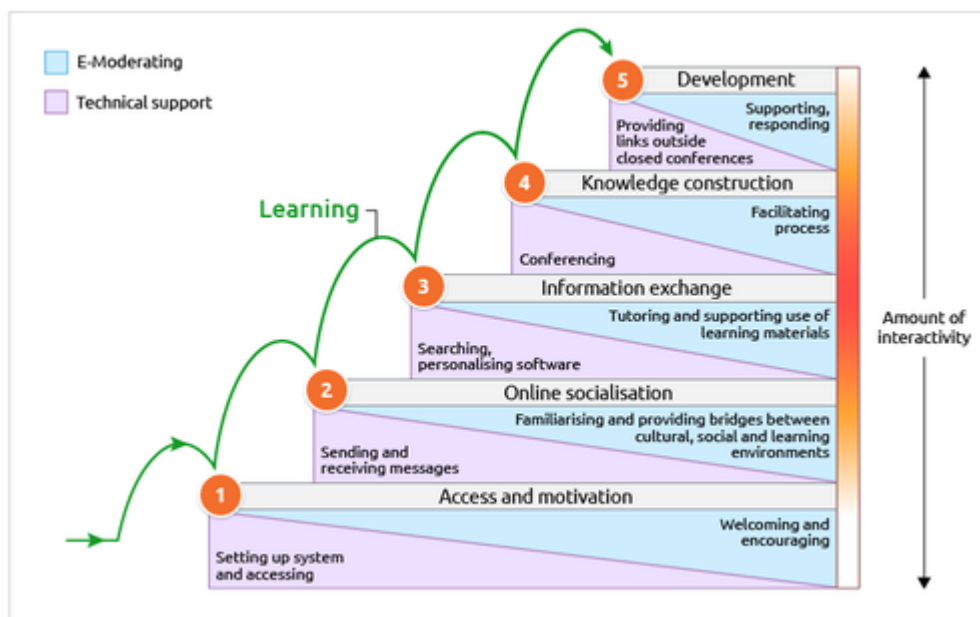 E-Moderating
Technical support
Learning
5
Development
Supporting,
responding
Providing
links outside
closed conferences
4
Knowledge construction
Facilitating
process
Conferencing
3
Information exchange
Tutoring and supporting use of
learning materials
Searching,
personalising software
2
Online socialisation
Familiarising and providing bridges between
cultural, social and learning
environments
Sending and
receiving messages
1
Access and motivation
Welcoming and
encouraging
Setting up system
and accessing
Amount of
interactivity